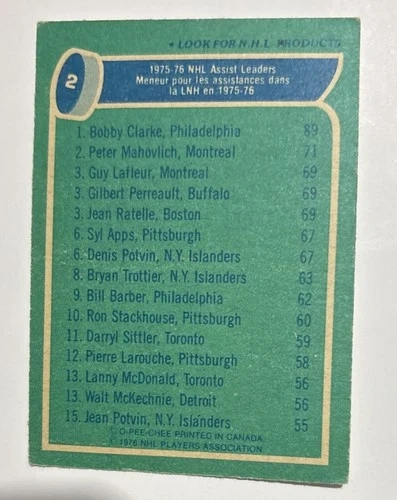 ★ LOOK FOR N.H.L. PRODUCTS
2
1975-76 NHL Assist Leaders
Meneur pour les assistances dans
la LNH en 1975-76
1. Bobby Clarke, Philadelphia 89
2. Peter Mahovlich, Montreal 71
3. Guy Lafleur, Montreal 69
3. Gilbert Perreault, Buffalo 69
3. Jean Ratelle, Boston 69
6. Syl Apps, Pittsburgh 67
6. Denis Potvin, N.Y. Islanders 67
8. Bryan Trottier, N.Y. Islanders 63
9. Bill Barber, Philadelphia 62
10. Ron Stackhouse, Pittsburgh 60
11. Darryl Sittler, Toronto 59
12. Pierre Larouche, Pittsburgh 58
13. Lanny McDonald, Toronto 56
13. Walt McKechnie, Detroit 56
15. Jean Potvin, N.Y. Islanders 55
© O-PEE-CHEE PRINTED IN CANADA
© 1976 NHL PLAYERS ASSOCIATION